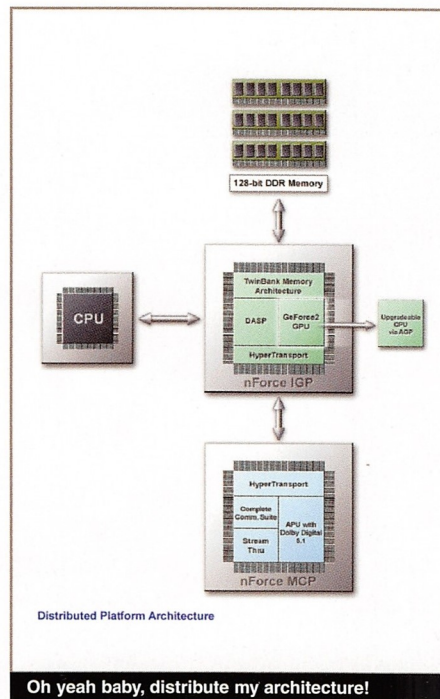 128-bit DDR Memory
CPU
TwinBank Memory
Architecture
DASP
GeForce2
GPU
HyperTransport
nForce IGP
Upgradeable
GPU
via AGP
HyperTransport
Complete
Comm. Suite
Stream
Thru
APU with
Dolby Digital
5.1
nForce MCP
Distributed Platform Architecture
Oh yeah baby, distribute my architecture!